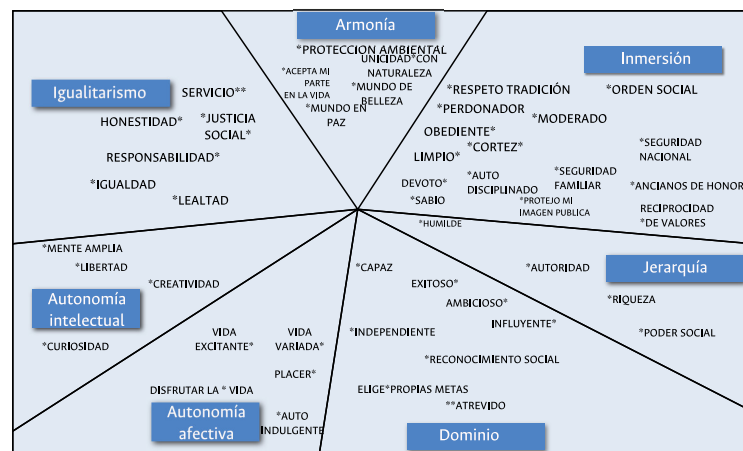 Armonía
*PROTECCION AMBIENTAL
UNICIDAD*CON
NATURALEZA
*ACEPTA MI
PARTE
EN LA VIDA
*MUNDO DE
BELLEZA
*MUNDO EN
PAZ
Inmersión
*RESPETO TRADICIÓN
*ORDEN SOCIAL
*PERDONADOR
*MODERADO
OBEDIENTE*
*CORTEZ*
LIMPIO*
*SEGURIDAD
NACIONAL
DEVOTO*
*AUTO
DISCIPLINADO
*SEGURIDAD
FAMILIAR
*ANCIANOS DE HONOR
*SABIO
*PROTEJO MI
IMAGEN PUBLICA
RECIPROCIDAD
*DE VALORES
*HUMILDE
Igualitarismo
SERVICIO**
HONESTIDAD*
*JUSTICIA
SOCIAL*
RESPONSABILIDAD*
*IGUALDAD
*LEALTAD
*MENTE AMPLIA
*LIBERTAD
*CREATIVIDAD
Autonomía
intelectual
*CURIOSIDAD
VIDA
EXCITANTE*
VIDA
VARIADA*
PLACER*
DISFRUTAR LA * VIDA
Autonomía
afectiva
*AUTO
INDULGENTE
*CAPAZ
EXITOSO*
AMBICIOSO*
INFLUYENTE*
*INDEPENDIENTE
*RECONOCIMIENTO SOCIAL
ELIGE*PROPIAS METAS
**ATREVIDO
Dominio
*AUTORIDAD
Jerarquía
*RIQUEZA
*PODER SOCIAL